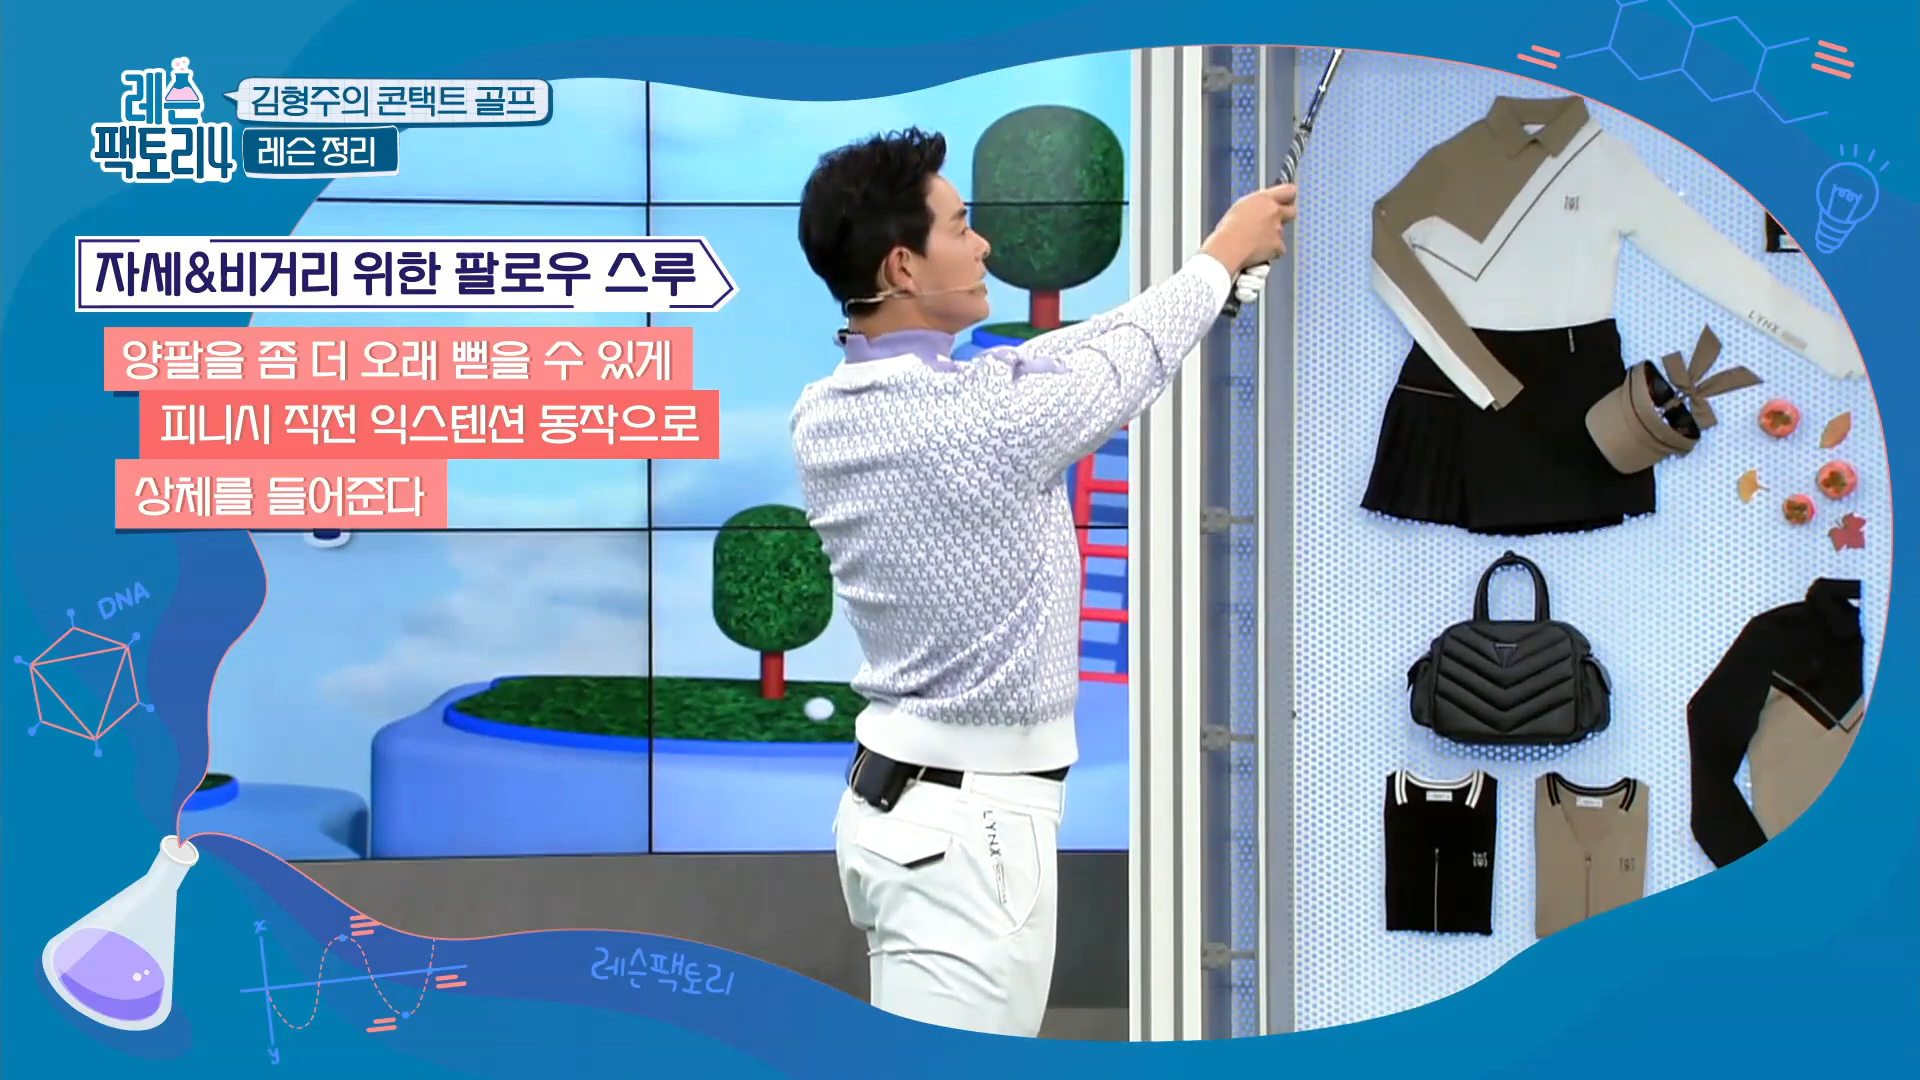 레슨
팩토리4
김형주의 콘택트 골프
레슨 정리
자세&비거리 위한 팔로우 스루
양팔을 좀 더 오래 뻗을 수 있게
피니시 직전 익스텐션 동작으로
상체를 들어준다
LYNX
DNA
LYNX
x
y
레슨팩토리